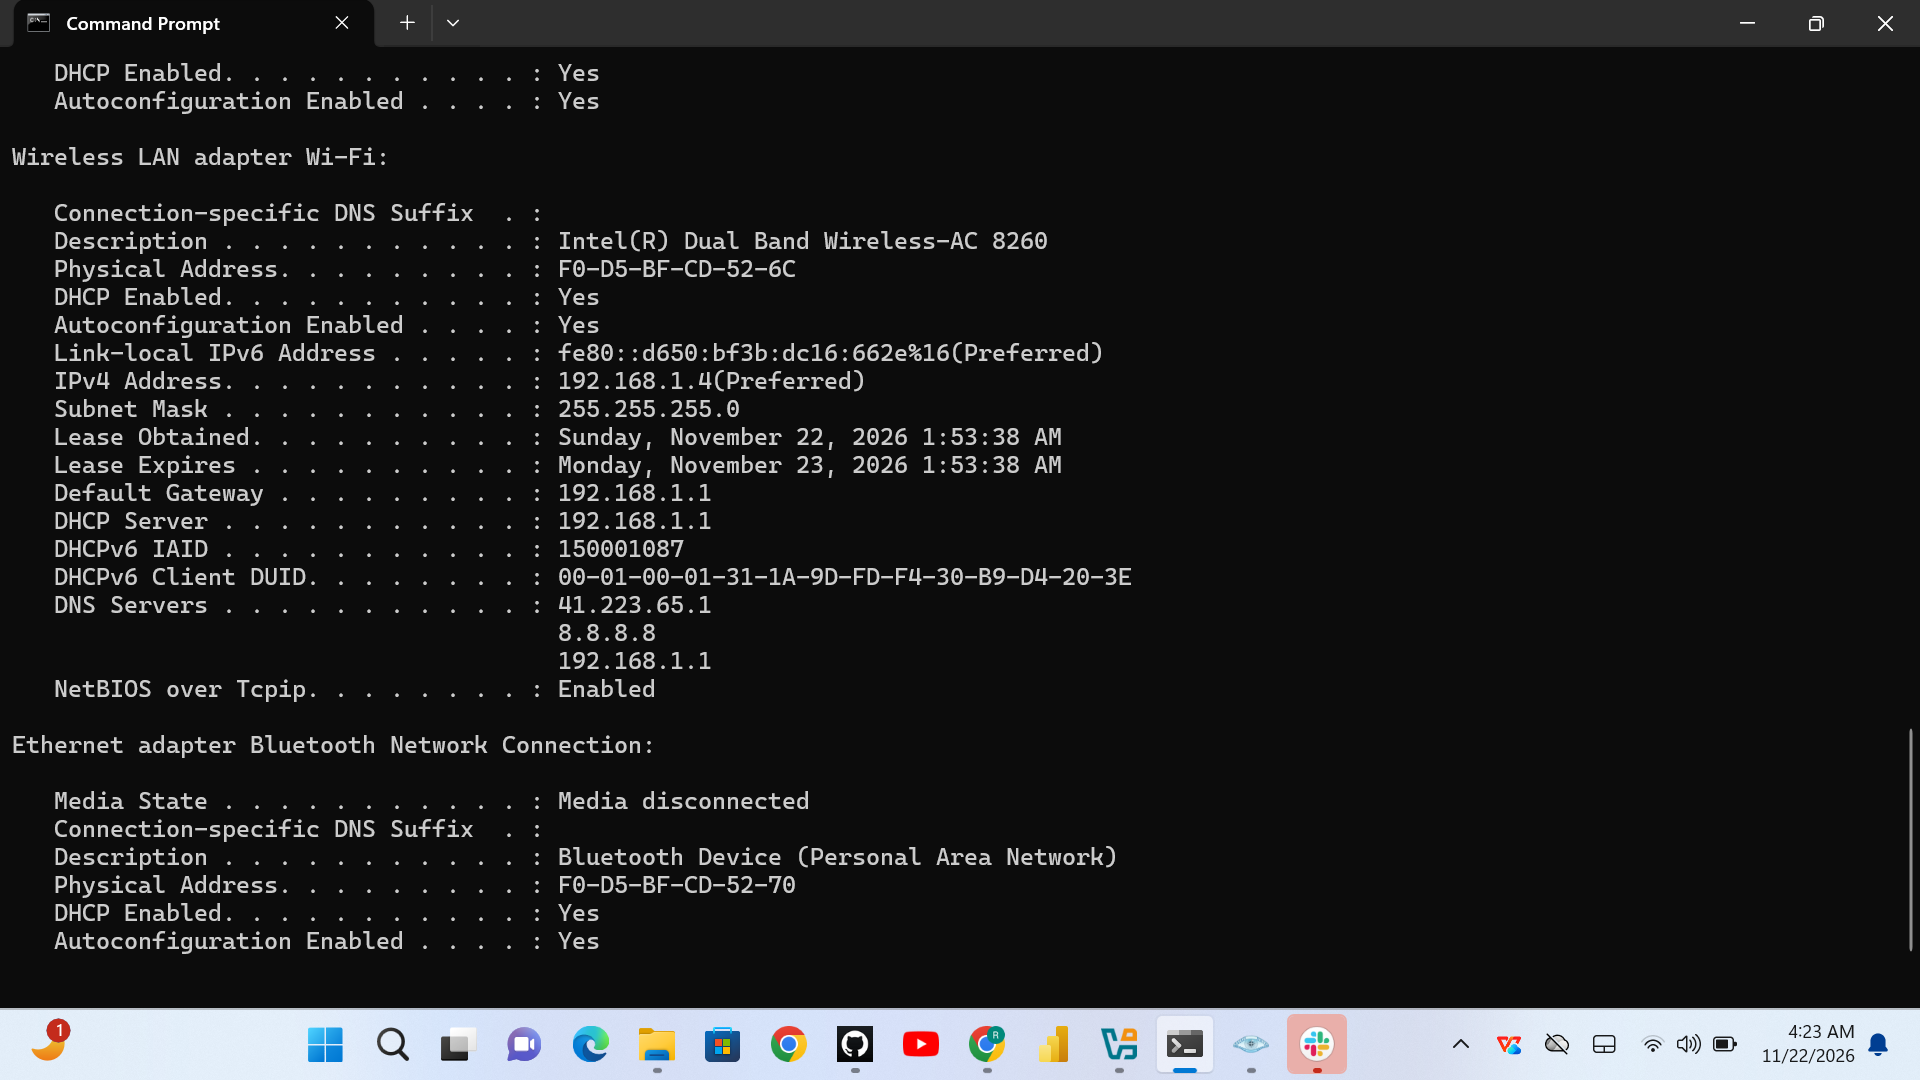 Command Prompt
DHCP Enabled. . . . . . . . . . . : Yes
Autoconfiguration Enabled . . . . : Yes
Wireless LAN adapter Wi-Fi:
Connection-specific DNS Suffix  . :
Description . . . . . . . . . . . : Intel(R) Dual Band Wireless-AC 8260
Physical Address. . . . . . . . . : F0-D5-BF-CD-52-6C
DHCP Enabled. . . . . . . . . . . : Yes
Autoconfiguration Enabled . . . . : Yes
Link-local IPv6 Address . . . . . : fe80::d650:bf3b:dc16:662e%16(Preferred)
IPv4 Address. . . . . . . . . . . : 192.168.1.4(Preferred)
Subnet Mask . . . . . . . . . . . : 255.255.255.0
Lease Obtained. . . . . . . . . . : Sunday, November 22, 2026 1:53:38 AM
Lease Expires . . . . . . . . . . : Monday, November 23, 2026 1:53:38 AM
Default Gateway . . . . . . . . . : 192.168.1.1
DHCP Server . . . . . . . . . . . : 192.168.1.1
DHCPv6 IAID . . . . . . . . . . . : 150001087
DHCPv6 Client DUID. . . . . . . . : 00-01-00-01-31-1A-9D-FD-F4-30-B9-D4-20-3E
DNS Servers . . . . . . . . . . . : 41.223.65.1
8.8.8.8
192.168.1.1
NetBIOS over Tcpip. . . . . . . . : Enabled
Ethernet adapter Bluetooth Network Connection:
Media State . . . . . . . . . . . : Media disconnected
Connection-specific DNS Suffix  . :
Description . . . . . . . . . . . : Bluetooth Device (Personal Area Network)
Physical Address. . . . . . . . . : F0-D5-BF-CD-52-70
DHCP Enabled. . . . . . . . . . . : Yes
Autoconfiguration Enabled . . . . : Yes
1
R
4:23 AM
11/22/2026